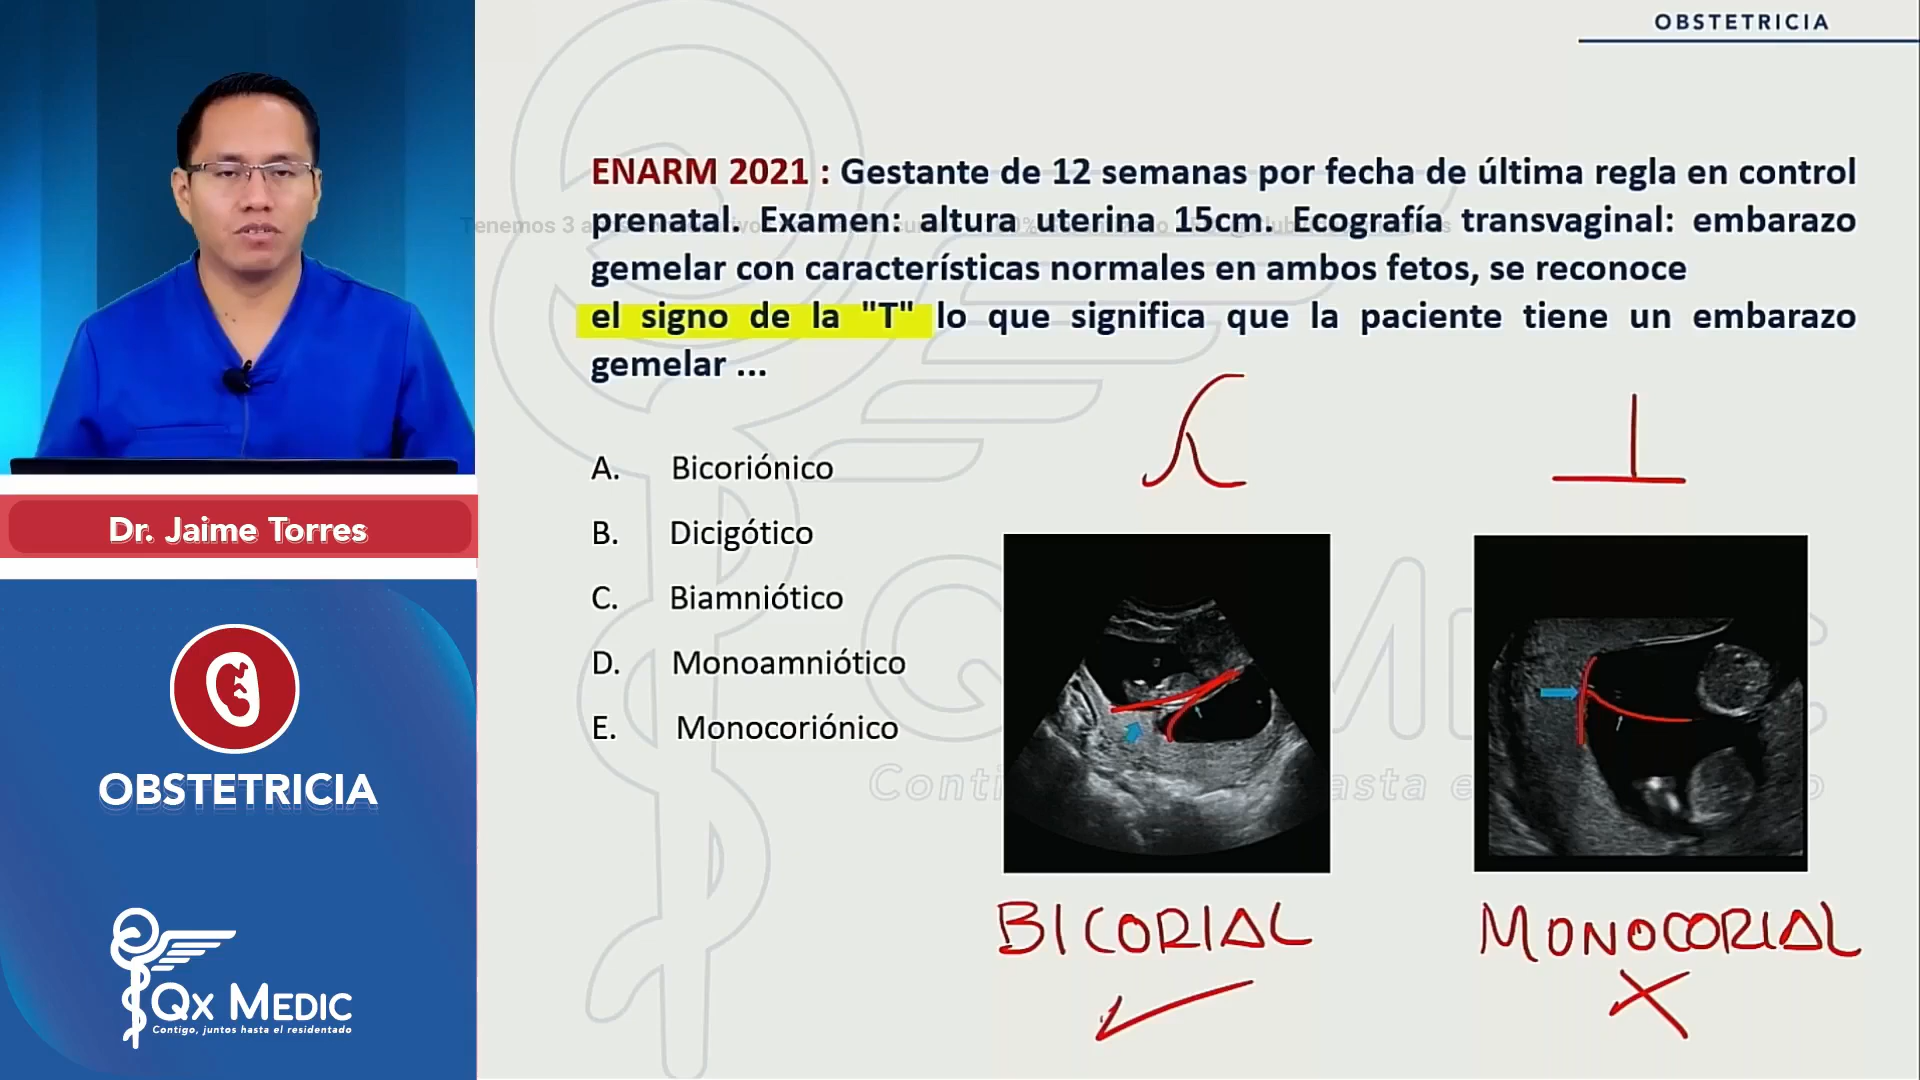 OBSTETRICIA
ENARM 2021 : Gestante de 12 semanas por fecha de última regla en control
prenatal. Examen: altura uterina 15cm. Ecografía transvaginal: embarazo
gemelar con características normales en ambos fetos, se reconoce
el signo de la "T" lo que significa que la paciente tiene un embarazo
gemelar ...
A. Bicoriónico
B. Dicigótico
C. Biamniótico
D. Monoamniótico
E. Monocoriónico
BICORIAL
MONOCORIAL
Dr. Jaime Torres
OBSTETRICIA
QX MEDIC
Contigo, juntos hasta el residentado
Tenemos 3 a